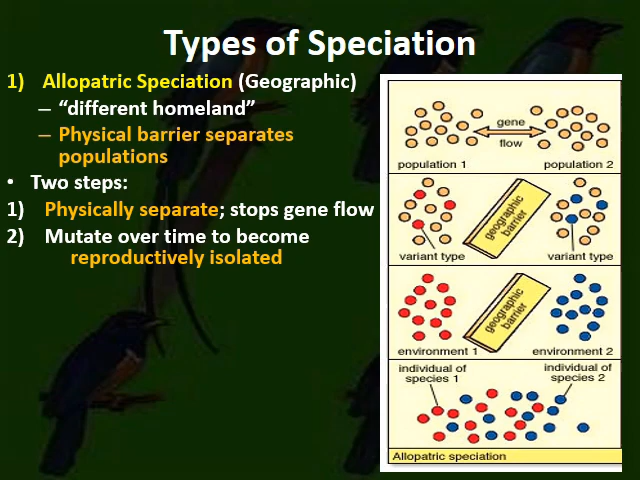 Types of Speciation
1) Allopatric Speciation (Geographic)
– “different homeland”
– Physical barrier separates
populations
• Two steps:
1) Physically separate; stops gene flow
2) Mutate over time to become
reproductively isolated
gene
flow
population 1
population 2
geographic
barrier
variant type
variant type
geographic
barrier
environment 1
environment 2
individual of
species 1
individual of
species 2
Allopatric speciation